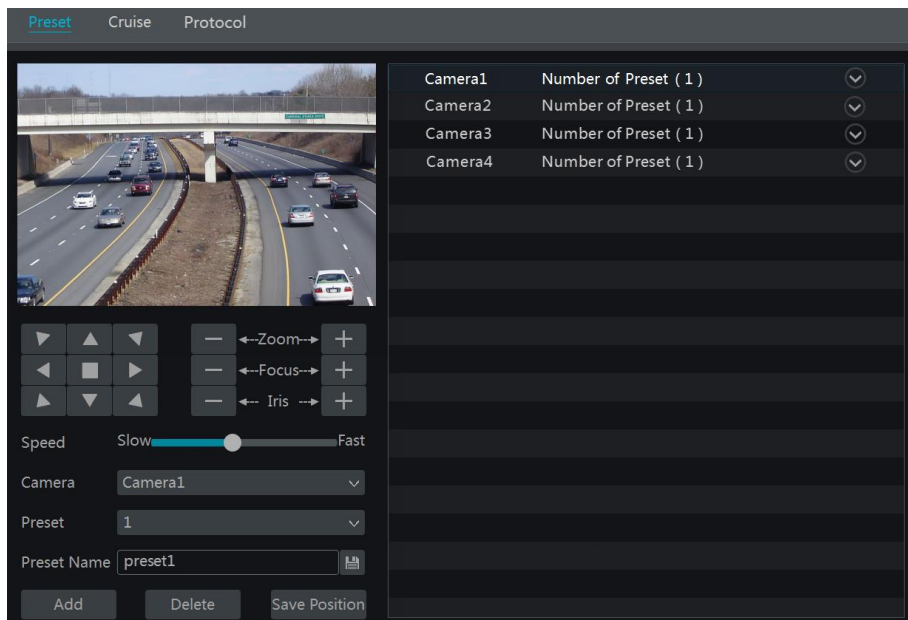 Preset Cruise Protocol
Camera1 Number of Preset ( 1 )
Camera2 Number of Preset ( 1 )
Camera3 Number of Preset ( 1 )
Camera4 Number of Preset ( 1 )
Zoom
Focus
Iris
Speed Slow Fast
Camera Camera1
Preset 1
Preset Name preset1
Add Delete Save Position